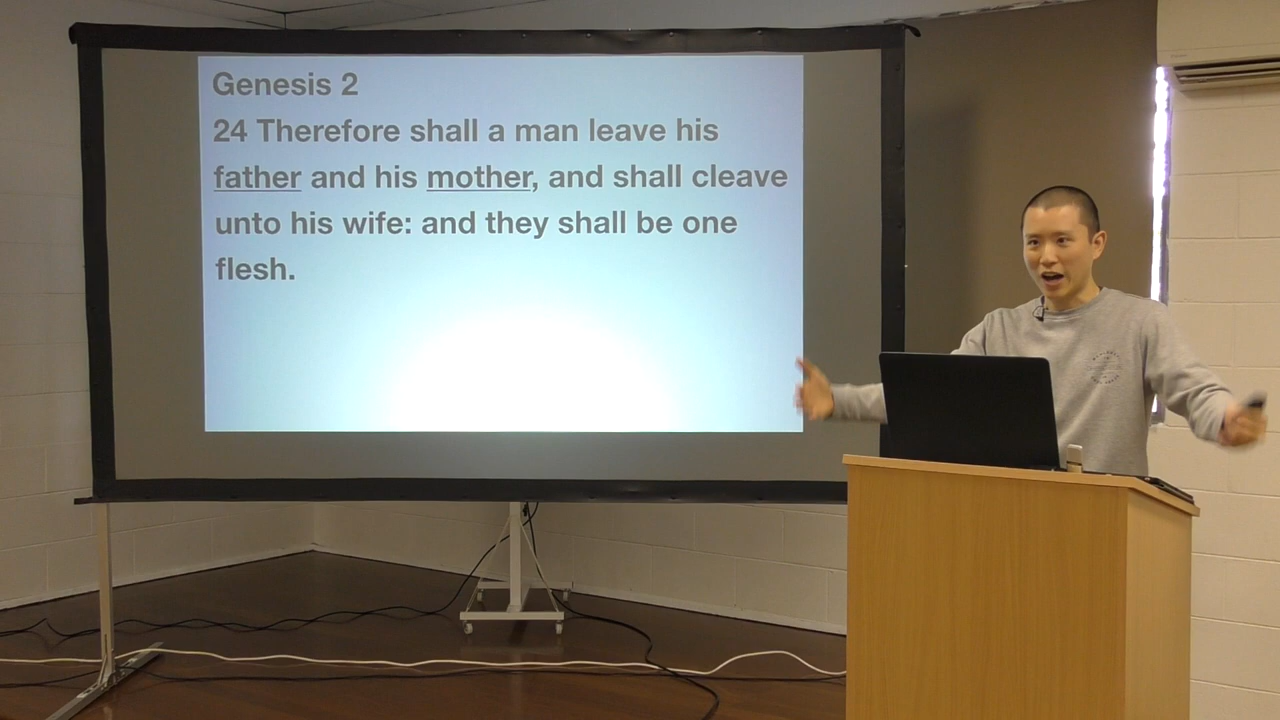 Genesis 2
24 Therefore shall a man leave his
father and his mother, and shall cleave
unto his wife: and they shall be one
flesh.